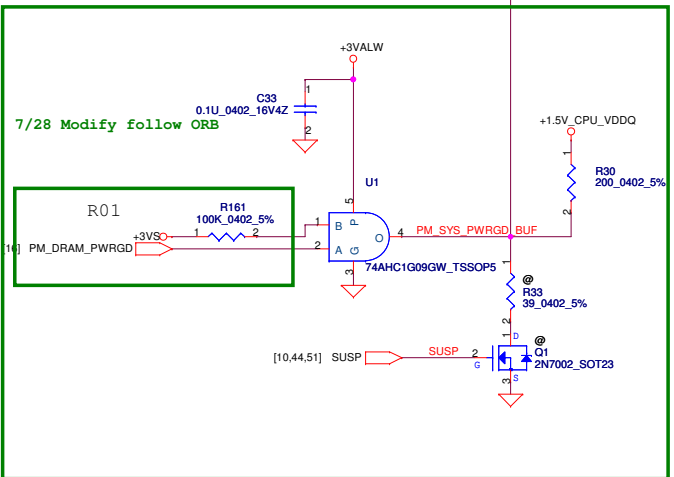 +3VALW
1
C33
0.1U_0402_16V4Z
2
7/28 Modify follow ORB
+1.5V_CPU_VDDQ
1
R30
200_0402_5%
2
U1
5
R01
R161
100K_0402_5%
+3VS
1
2
1
B
P
O
4
PM_SYS_PWRGD_BUF
PM_DRAM_PWRGD
2
A
G
74AHC1G09GW_TSSOP5
3
1
@
R33
39_0402_5%
2
1
D
@
Q1
2N7002_SOT23
[10,44,51]
SUSP
SUSP
2
G
S
3